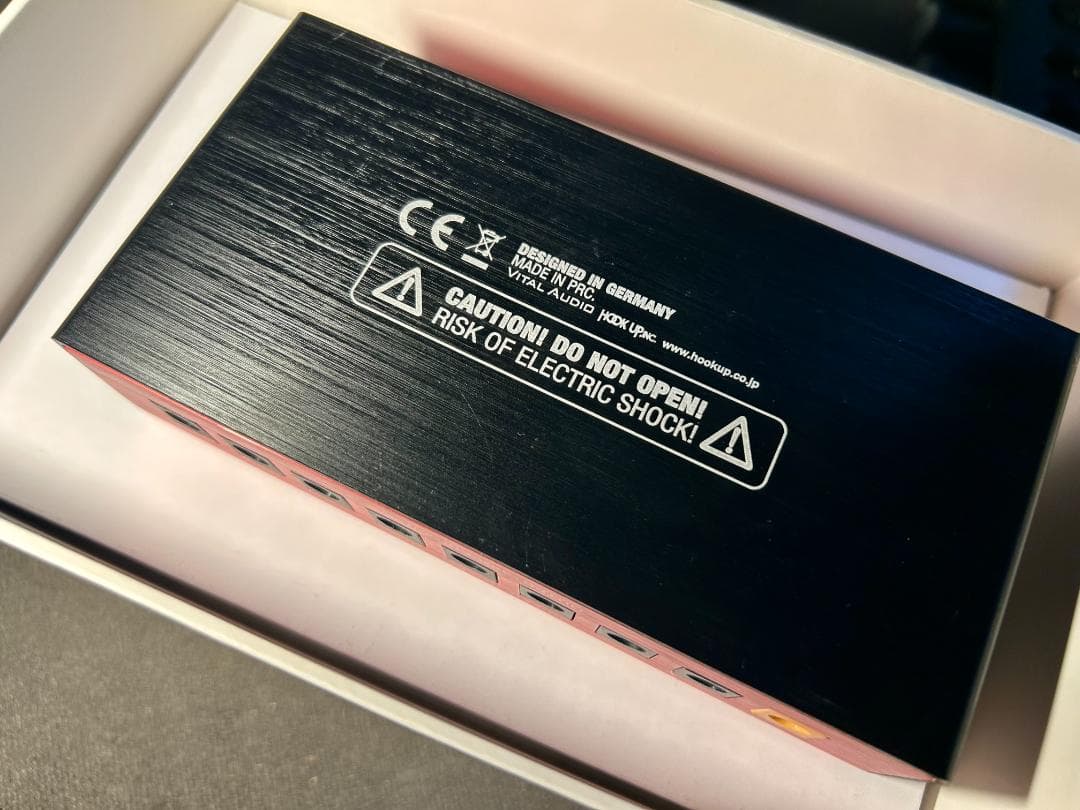 CE
DESIGNED IN GERMANY
MADE IN PRC.
VITAL AUDIO HOOK UP,INC. www.hookup.co.jp
CAUTION! DO NOT OPEN!
RISK OF ELECTRIC SHOCK!